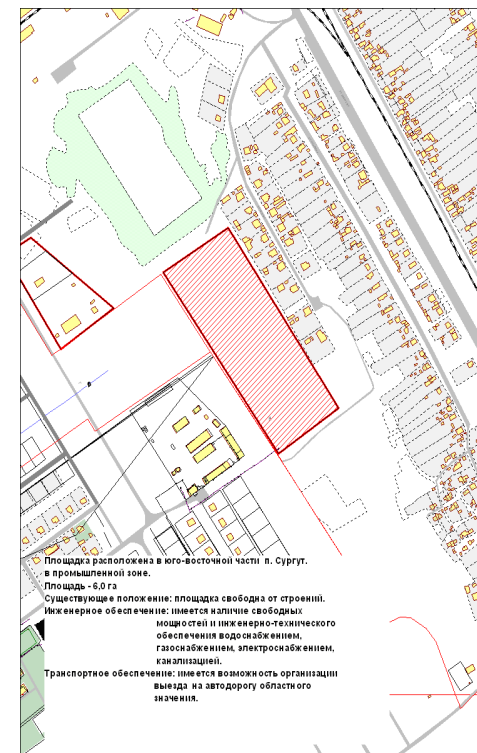 Площадка расположена в юго-восточной части п. Сургут.
в промышленной зоне.
Площадь - 6,0 га
Существующее положение: площадка свободна от строений.
Инженерное обеспечение: имеется наличие свободных
мощностей и инженерно-технического
обеспечения водоснабжением,
газоснабжением, электроснабжением,
канализацией.
Транспортное обеспечение: имеется возможность организации
выезда на автодорогу областного
значения.